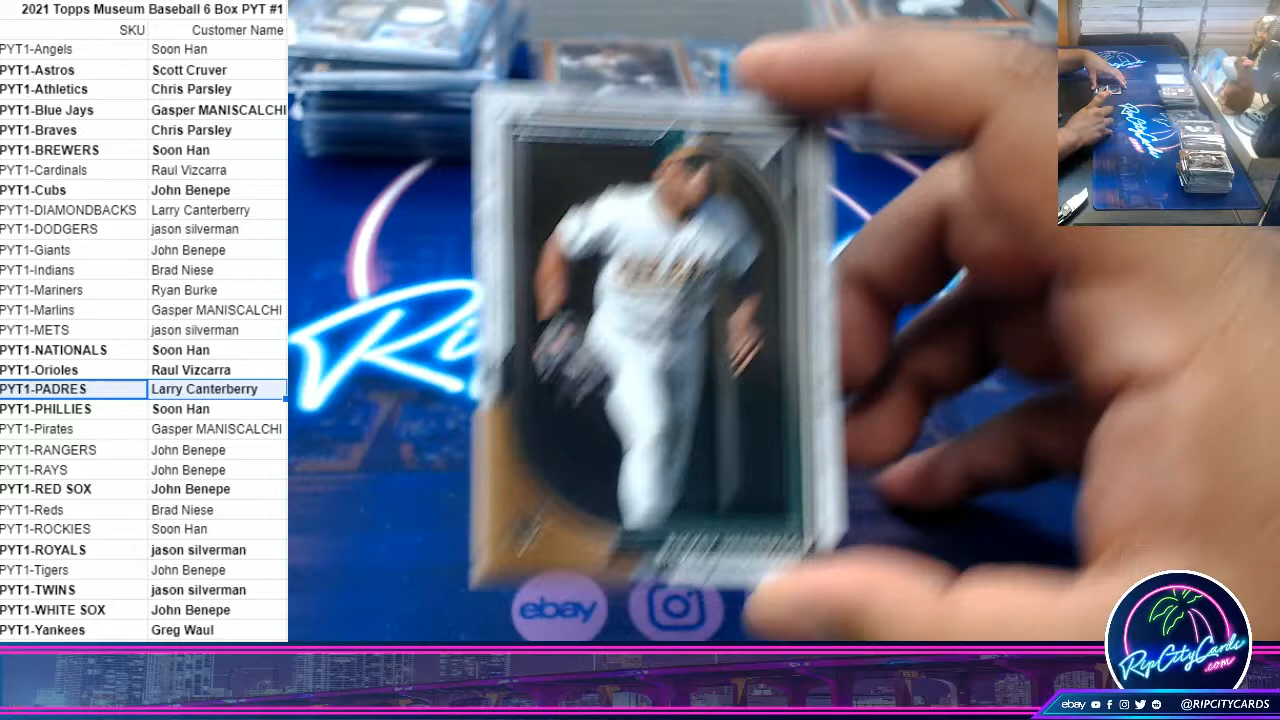 2021 Topps Museum Baseball 6 Box PYT #1
SKU Customer Name
PYT1-Angels Soon Han
PYT1-Astros Scott Cruver
PYT1-Athletics Chris Parsley
PYT1-Blue Jays Gasper MANISCALCHI
PYT1-Braves Chris Parsley
PYT1-BREWERS Soon Han
PYT1-Cardinals Raul Vizcarra
PYT1-Cubs John Benepe
PYT1-DIAMONDBACKS Larry Canterberry
PYT1-DODGERS jason silverman
PYT1-Giants John Benepe
PYT1-Indians Brad Niese
PYT1-Mariners Ryan Burke
PYT1-Marlins Gasper MANISCALCHI
PYT1-METS jason silverman
PYT1-NATIONALS Soon Han
PYT1-Orioles Raul Vizcarra
PYT1-PADRES Larry Canterberry
PYT1-PHILLIES Soon Han
PYT1-Pirates Gasper MANISCALCHI
PYT1-RANGERS John Benepe
PYT1-RAYS John Benepe
PYT1-RED SOX John Benepe
PYT1-Reds Brad Niese
PYT1-ROCKIES Soon Han
PYT1-ROYALS jason silverman
PYT1-Tigers John Benepe
PYT1-TWINS jason silverman
PYT1-WHITE SOX John Benepe
PYT1-Yankees Greg Waul
ebay
RipCityCards
.com
ebay @RIPCITYCARDS